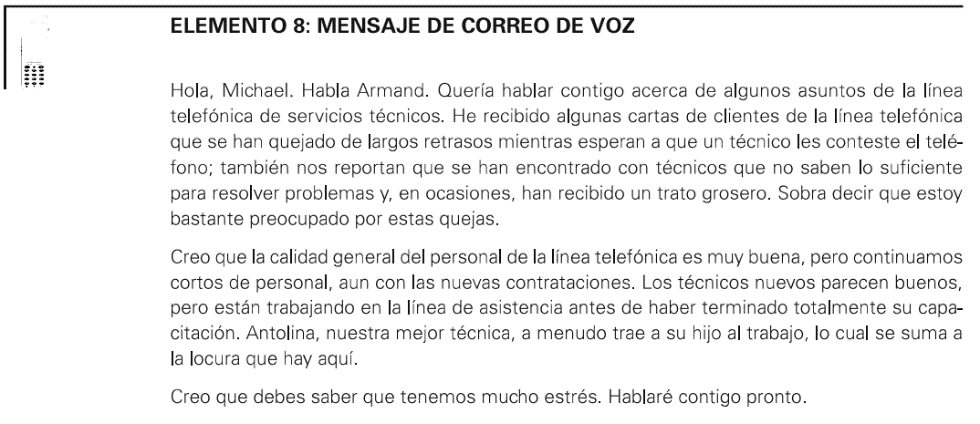 ELEMENTO 8: MENSAJE DE CORREO DE VOZ
Hola, Michael. Habla Armand. Quería hablar contigo acerca de algunos asuntos de la línea
telefónica de servicios técnicos. He recibido algunas cartas de clientes de la línea telefónica
que se han quejado de largos retrasos mientras esperan a que un técnico les conteste el telé-
fono; también nos reportan que se han encontrado con técnicos que no saben lo suficiente
para resolver problemas y, en ocasiones, han recibido un trato grosero. Sobra decir que estoy
bastante preocupado por estas quejas.
Creo que la calidad general del personal de la línea telefónica es muy buena, pero continuamos
cortos de personal, aun con las nuevas contrataciones. Los técnicos nuevos parecen buenos,
pero están trabajando en la línea de asistencia antes de haber terminado totalmente su capa-
citación. Antolina, nuestra mejor técnica, a menudo trae a su hijo al trabajo, lo cual se suma a
la locura que hay aquí.
Creo que debes saber que tenemos mucho estrés. Hablaré contigo pronto.